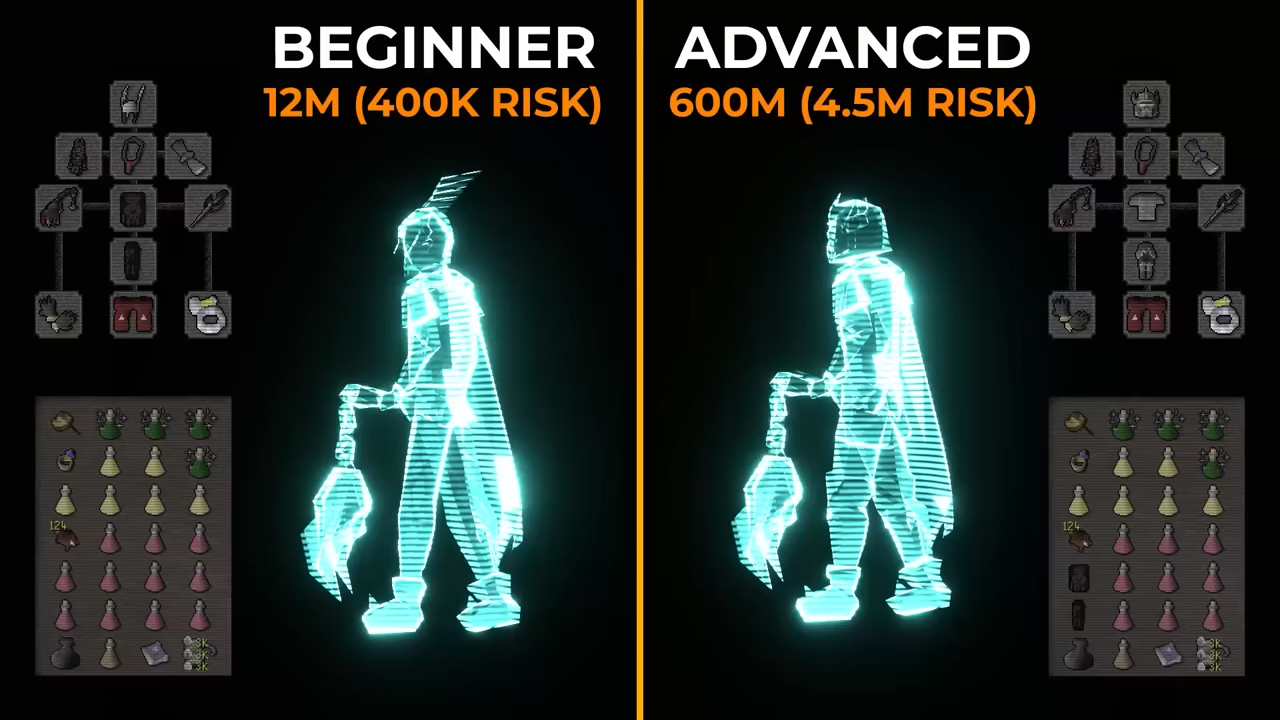 BEGINNER
12M (400K RISK)
124
3K
3K
3K
ADVANCED
600M (4.5M RISK)
124
3K
3K
3K